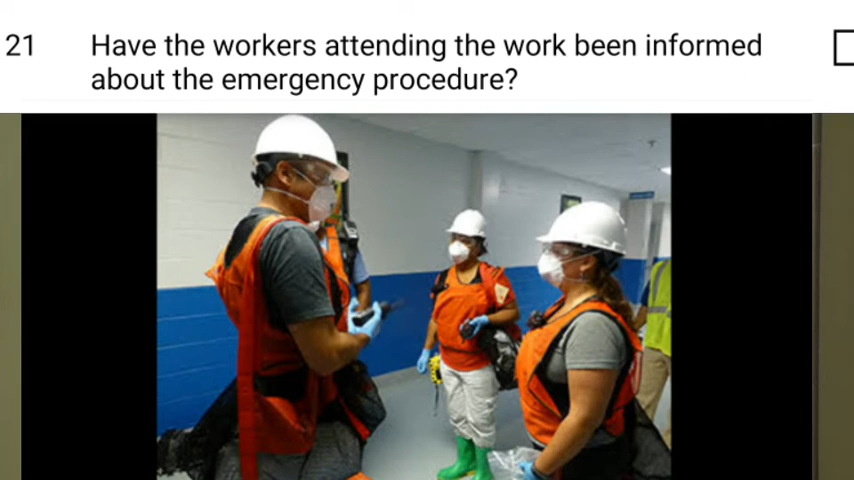 21 Have the workers attending the work been informed
about the emergency procedure?